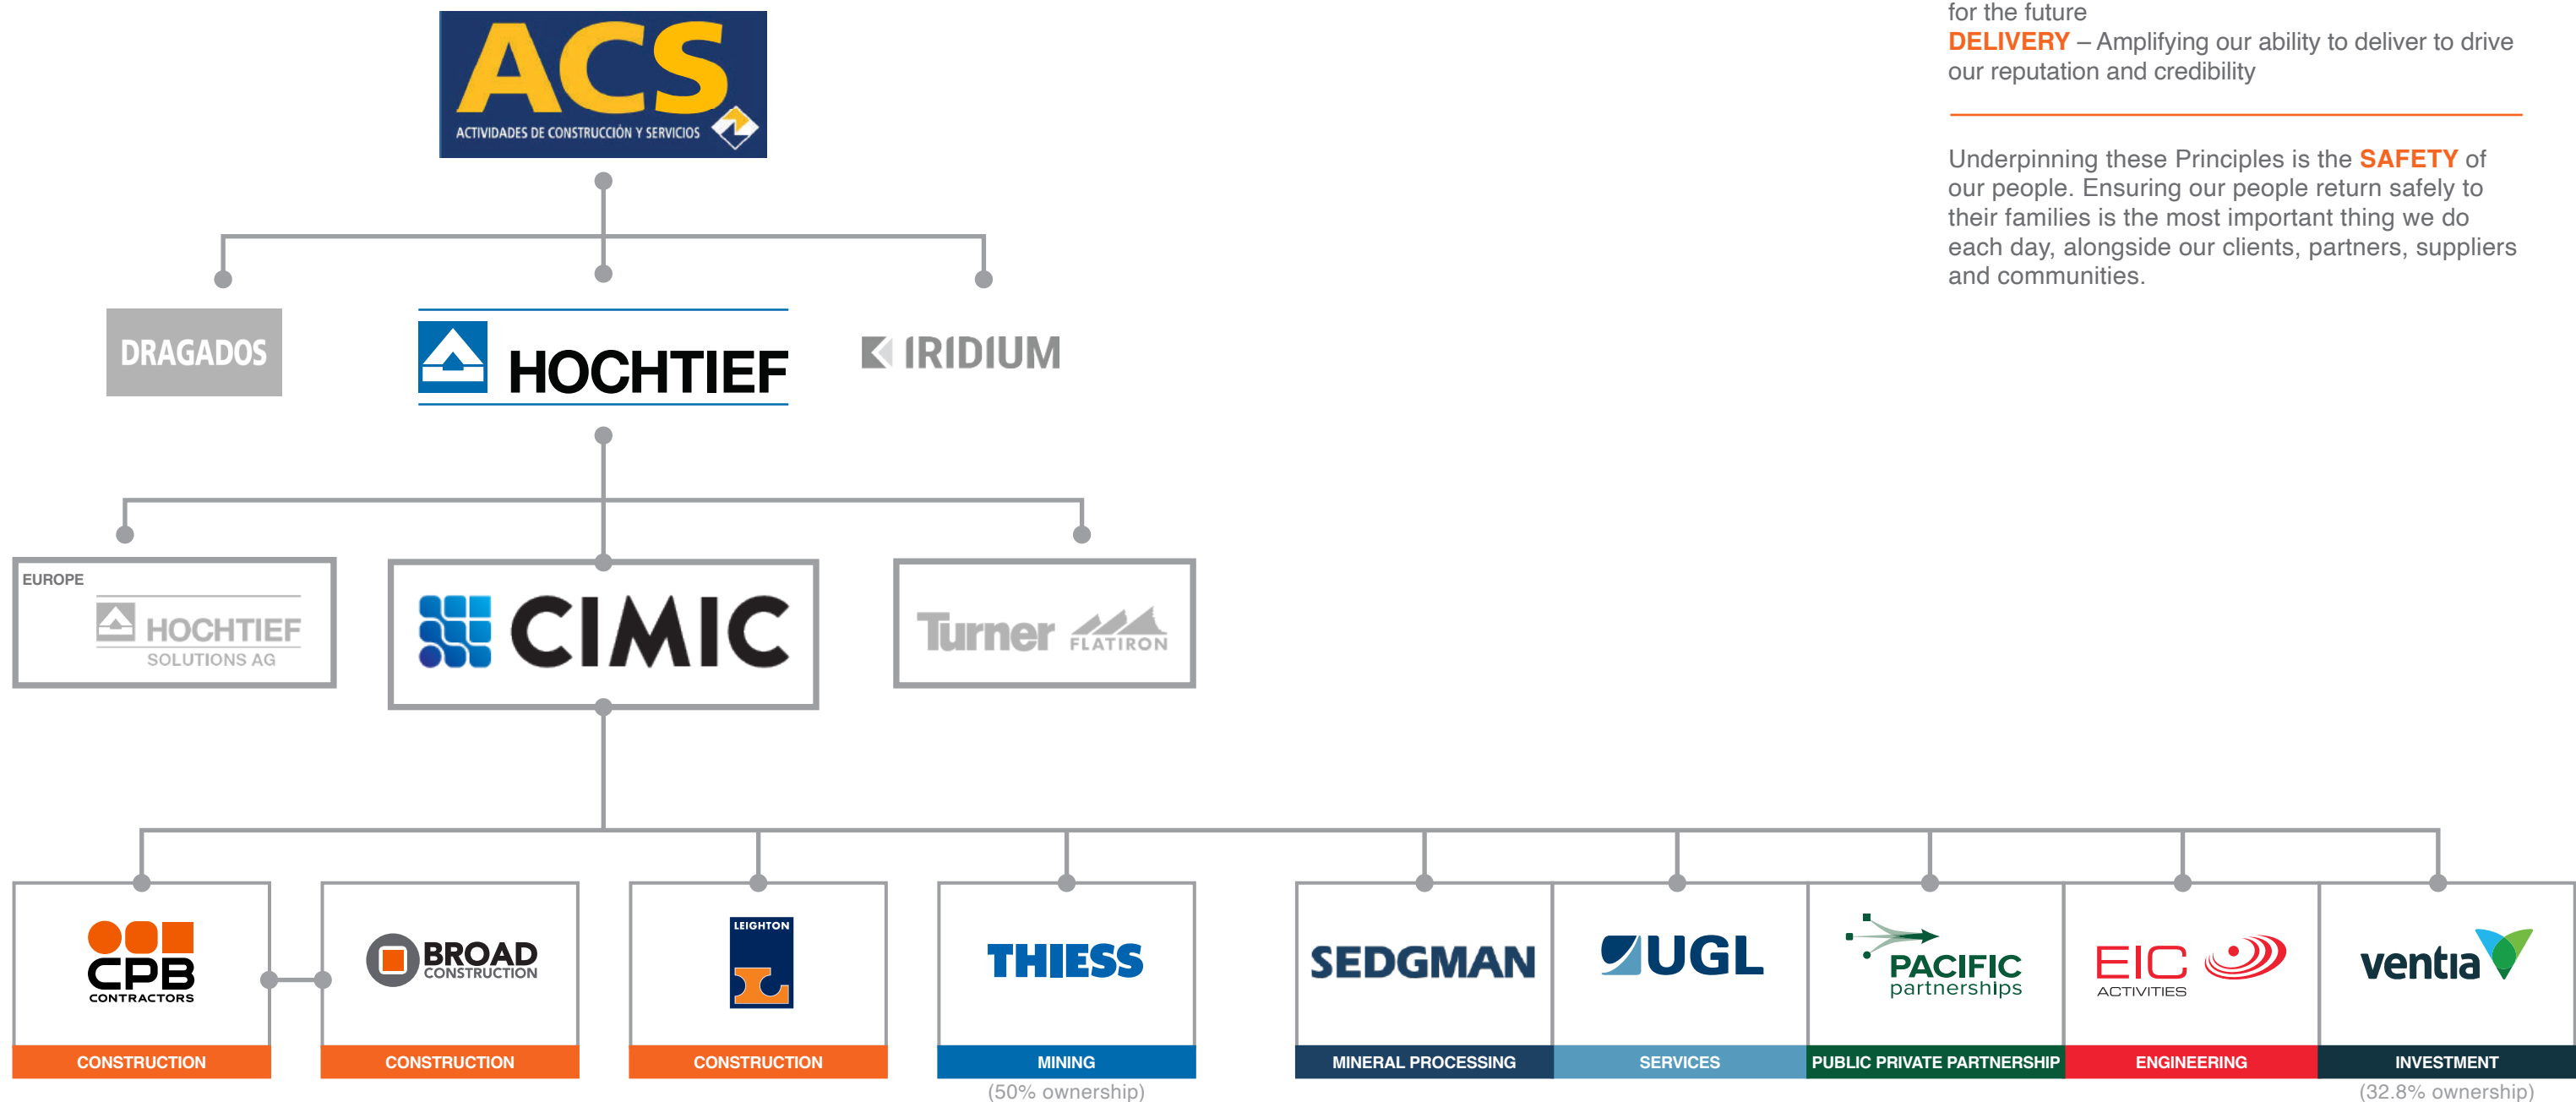 for the future
DELIVERY – Amplifying our ability to deliver to drive
our reputation and credibility
Underpinning these Principles is the SAFETY of
our people. Ensuring our people return safely to
their families is the most important thing we do
each day, alongside our clients, partners, suppliers
and communities.
ACS
ACTIVIDADES DE CONSTRUCCIÓN Y SERVICIOS
DRAGADOS
HOCHTIEF
IRIDIUM
EUROPE
HOCHTIEF
SOLUTIONS AG
CIMIC
Turner
FLATIRON
CPB
CONTRACTORS
CONSTRUCTION
BROAD
CONSTRUCTION
CONSTRUCTION
LEIGHTON
CONSTRUCTION
THIESS
MINING
(50% ownership)
SEDGMAN
MINERAL PROCESSING
UGL
SERVICES
PACIFIC
partnerships
PUBLIC PRIVATE PARTNERSHIP
EIC
ACTIVITIES
ENGINEERING
ventia
INVESTMENT
(32.8% ownership)